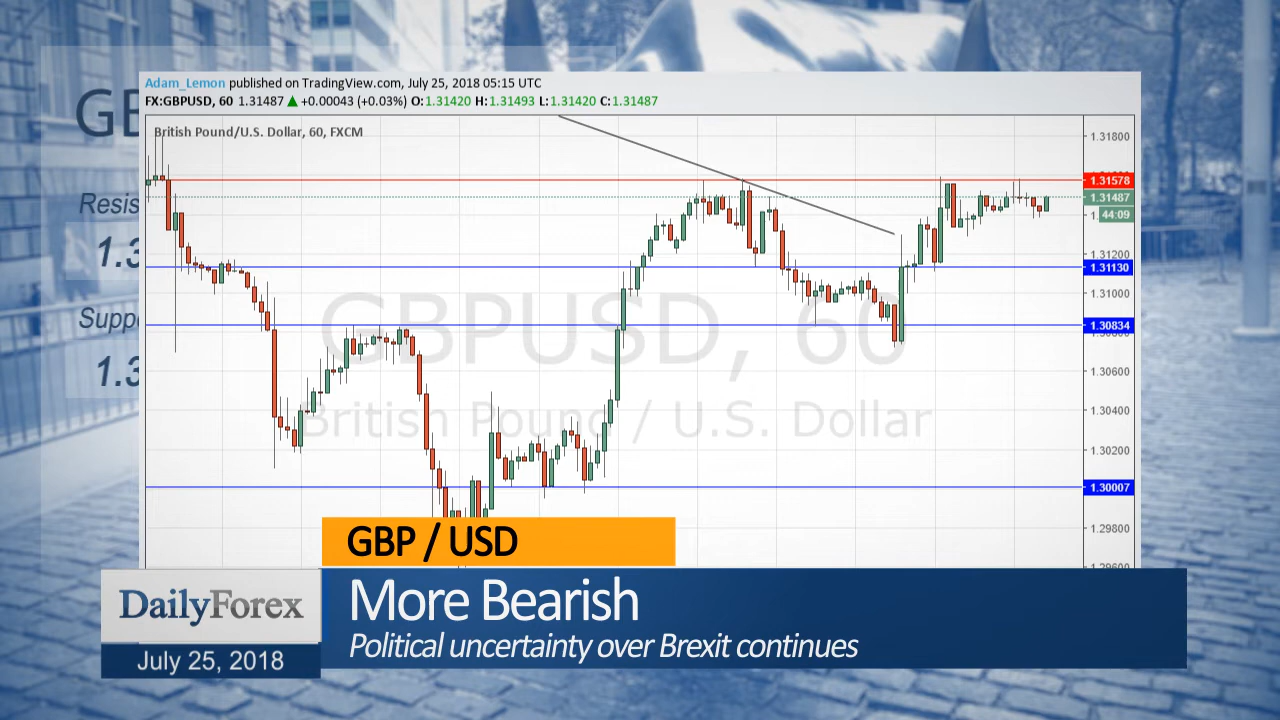 Adam_Lemon published on TradingView.com, July 25, 2018 05:15 UTC
FX:GBPUSD, 60 1.31487 ▲ +0.00043 (+0.03%) O:1.31420 H:1.31493 L:1.31420 C:1.31487
British Pound/U.S. Dollar, 60, FXCM
GB
Resis
1.3
Suppo
1.3
GBPUSD, 60
British Pound / U.S. Dollar
1.31800
1.31578
1.31487
44:09
1.31200
1.31130
1.31000
1.30834
1.30600
1.30400
1.30200
1.30007
1.29800
1.29600
GBP / USD
DailyForex
July 25, 2018
More Bearish
Political uncertainty over Brexit continues